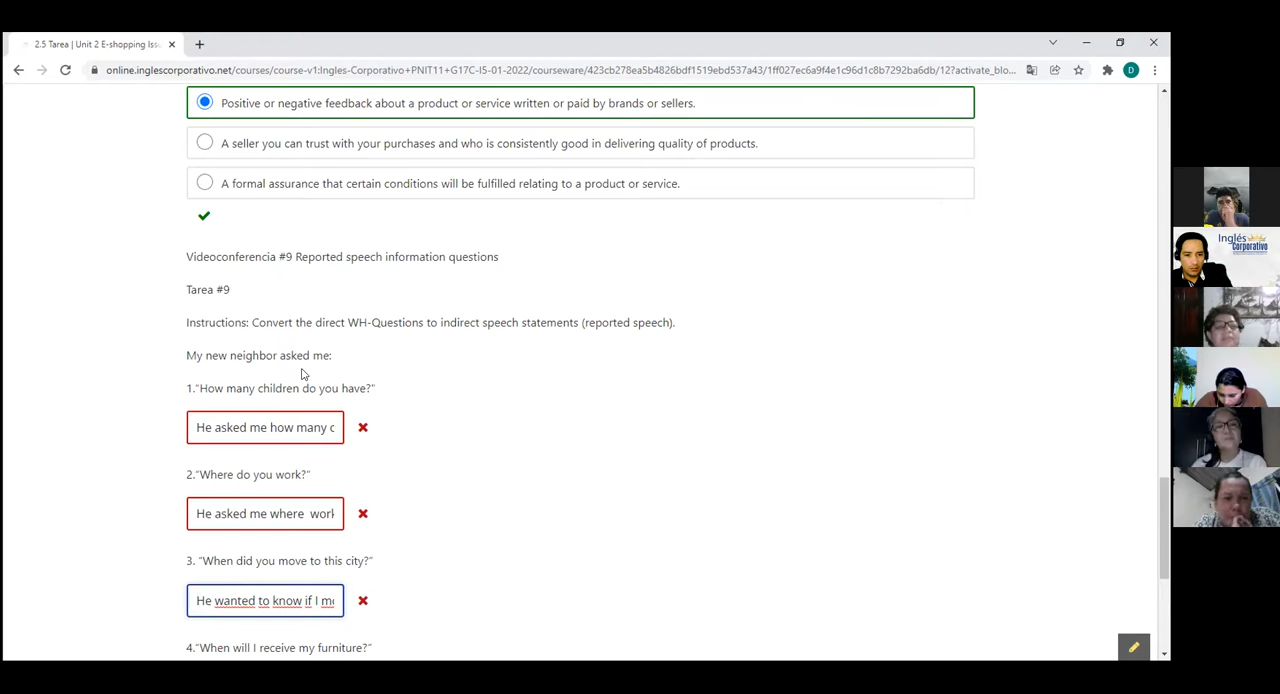 2.5 Tarea | Unit 2 E-shopping Issu
online.inglescorporativo.net/courses/course-v1:Ingles-Corporativo+PNIT11+G17C-I5-01-2022/courseware/423cb278ea5b4826bdf1519ebd537a43/1ff027ec6a9f4e1c96d1c8b7292ba6db/12?activate_blo...
D
Positive or negative feedback about a product or service written or paid by brands or sellers.
A seller you can trust with your purchases and who is consistently good in delivering quality of products.
A formal assurance that certain conditions will be fulfilled relating to a product or service.
Videoconferencia #9 Reported speech information questions
Tarea #9
Instructions: Convert the direct WH-Questions to indirect speech statements (reported speech).
My new neighbor asked me:
1."How many children do you have?"
He asked me how many c
2."Where do you work?"
He asked me where work
3. "When did you move to this city?"
He wanted to know if I mo
4."When will I receive my furniture?"
Inglés
Corporativo